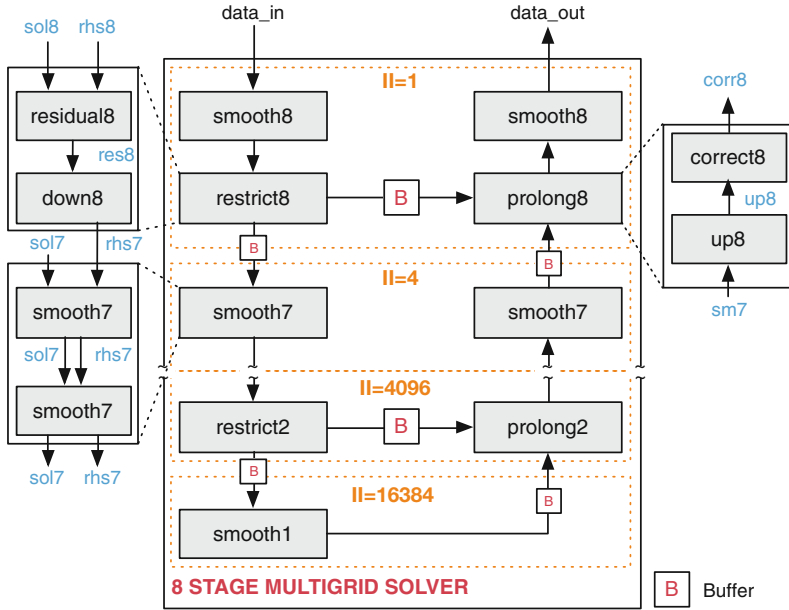 data_in
data_out
sol8
rhs8
residual8
res8
down8
sol7
rhs7
smooth7
sol7
rhs7
smooth7
sol7
rhs7
II=1
smooth8
smooth8
restrict8
B
prolong8
B
B
II=4
smooth7
smooth7
II=4096
restrict2
B
prolong2
B
B
II=16384
smooth1
8 STAGE MULTIGRID SOLVER
corr8
correct8
up8
up8
sm7
B
Buffer